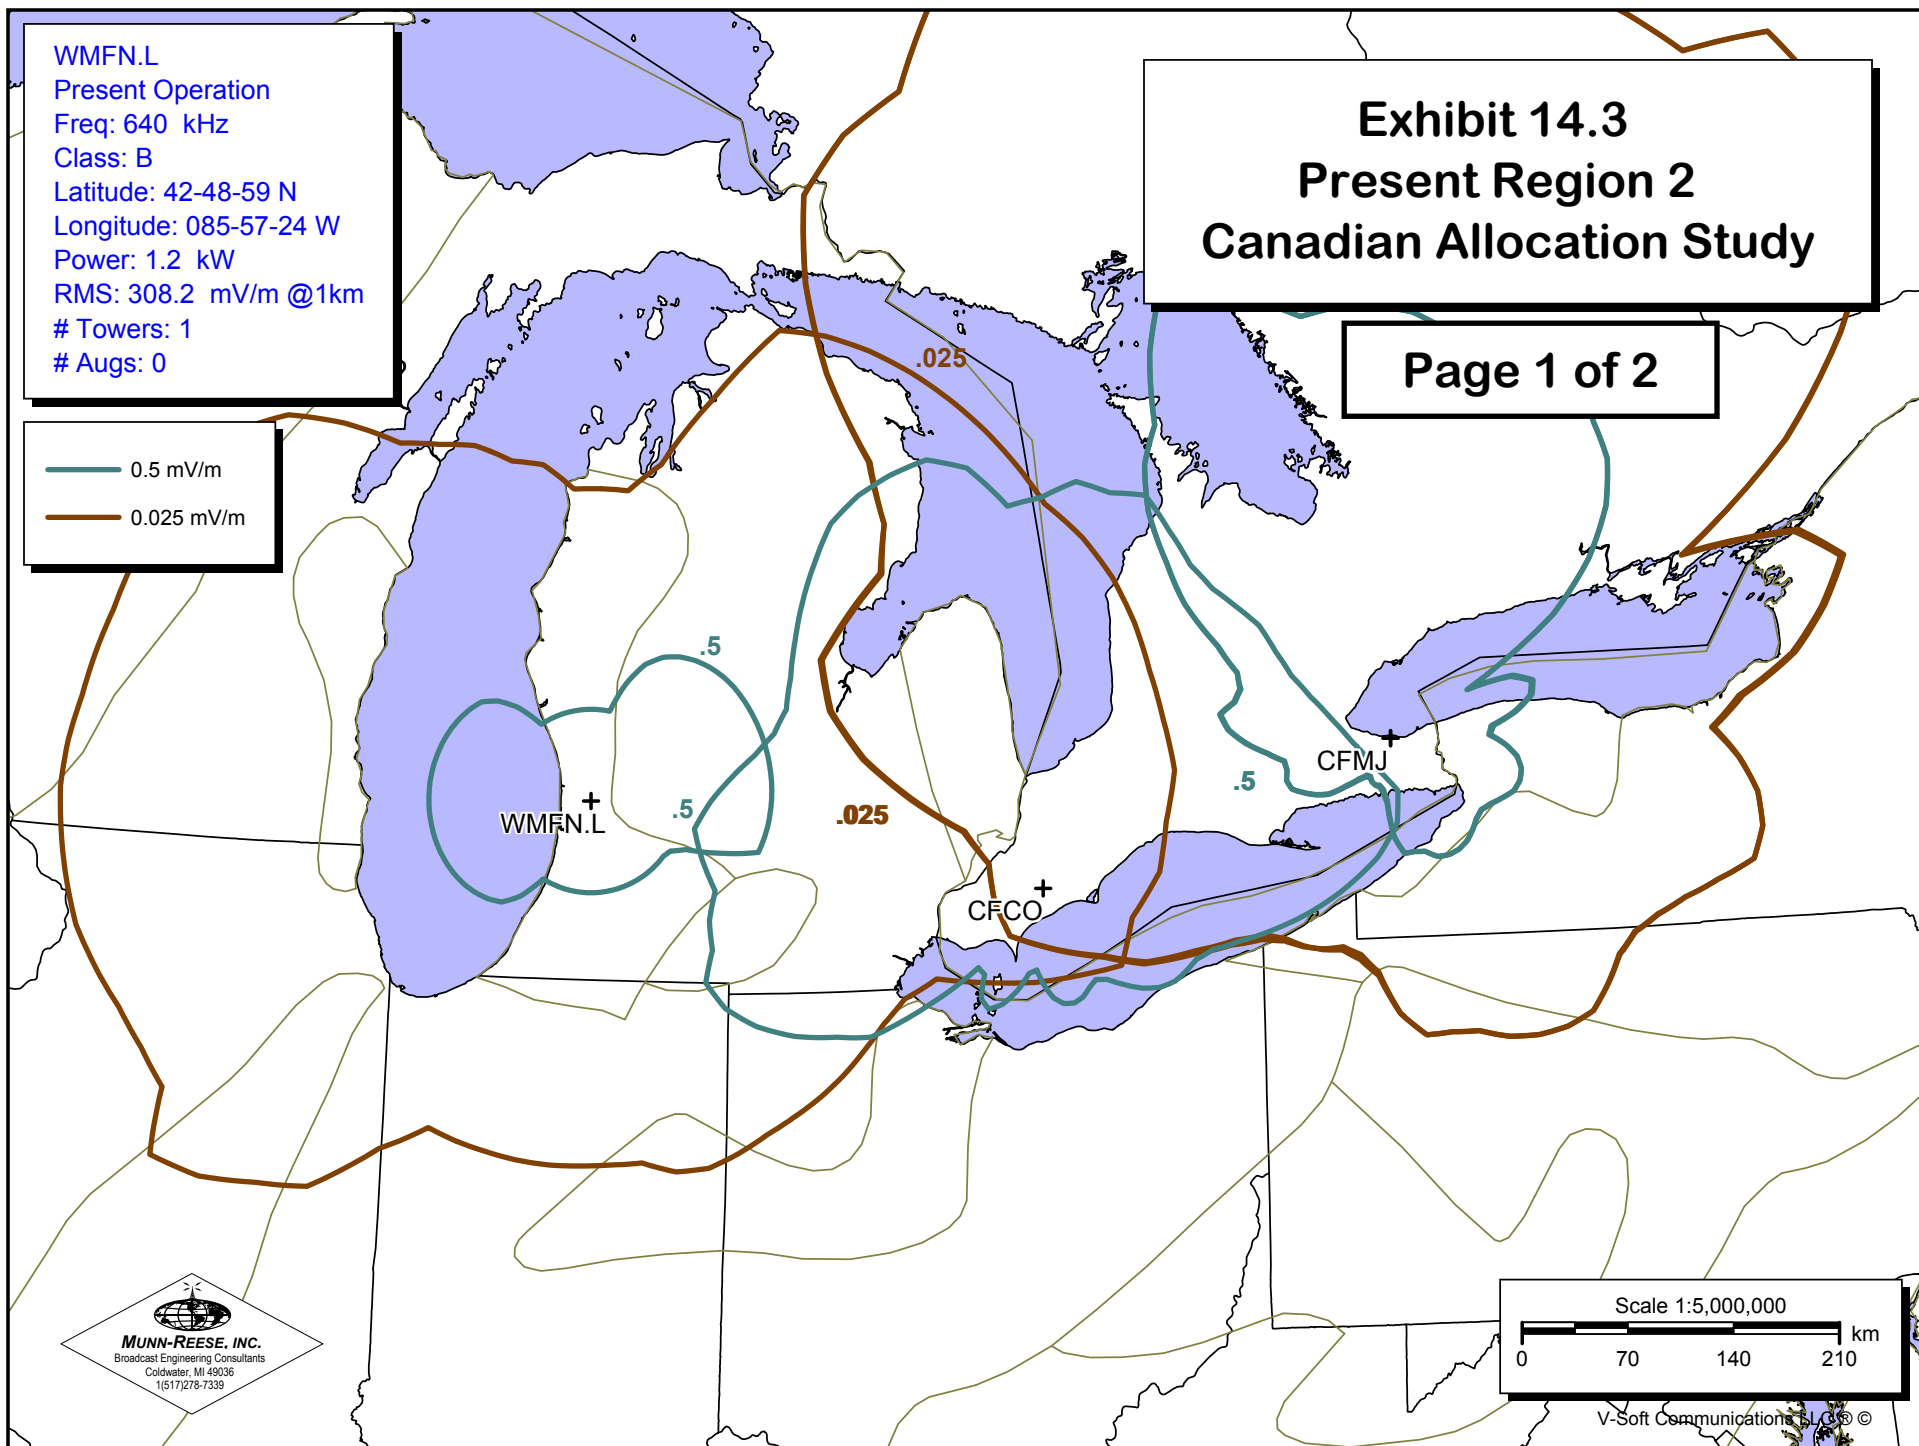 WMFN.L
Present Operation
Freq: 640 kHz
Class: B
Latitude: 42-48-59 N
Longitude: 085-57-24 W
Power: 1.2 kW
RMS: 308.2 mV/m @1km
# Towers: 1
# Augs: 0
Exhibit 14.3
Present Region 2
Canadian Allocation Study
Page 1 of 2
0.5 mV/m
0.025 mV/m
.025
.5
.5
.025
.5
WMFN.L
CFMJ
CFCO
MUNN-REESE, INC.
Broadcast Engineering Consultants
Coldwater, MI 49036
1(517)278-7339
Scale 1:5,000,000
km
0 70 140 210
V-Soft Communications LLC ® ©